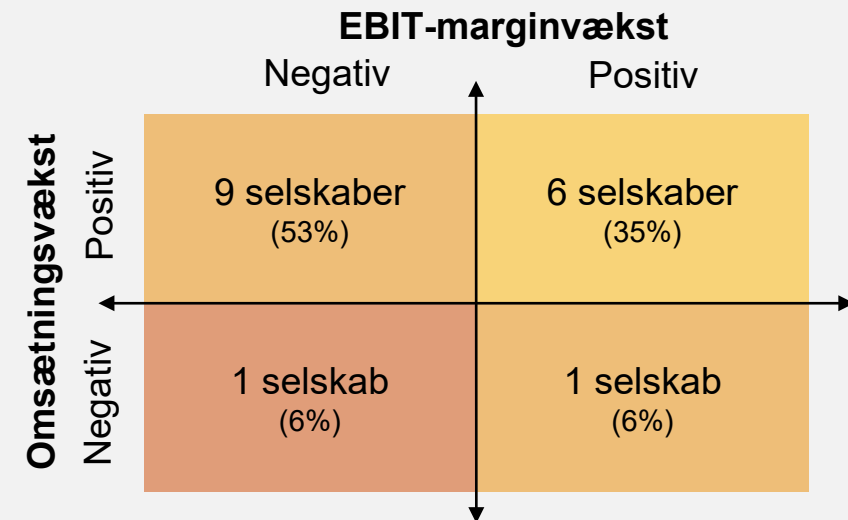 EBIT-marginvækst
Negativ
Positiv
Omsætningsvækst
Positiv
9 selskaber
(53%)
6 selskaber
(35%)
Negativ
1 selskab
(6%)
1 selskab
(6%)